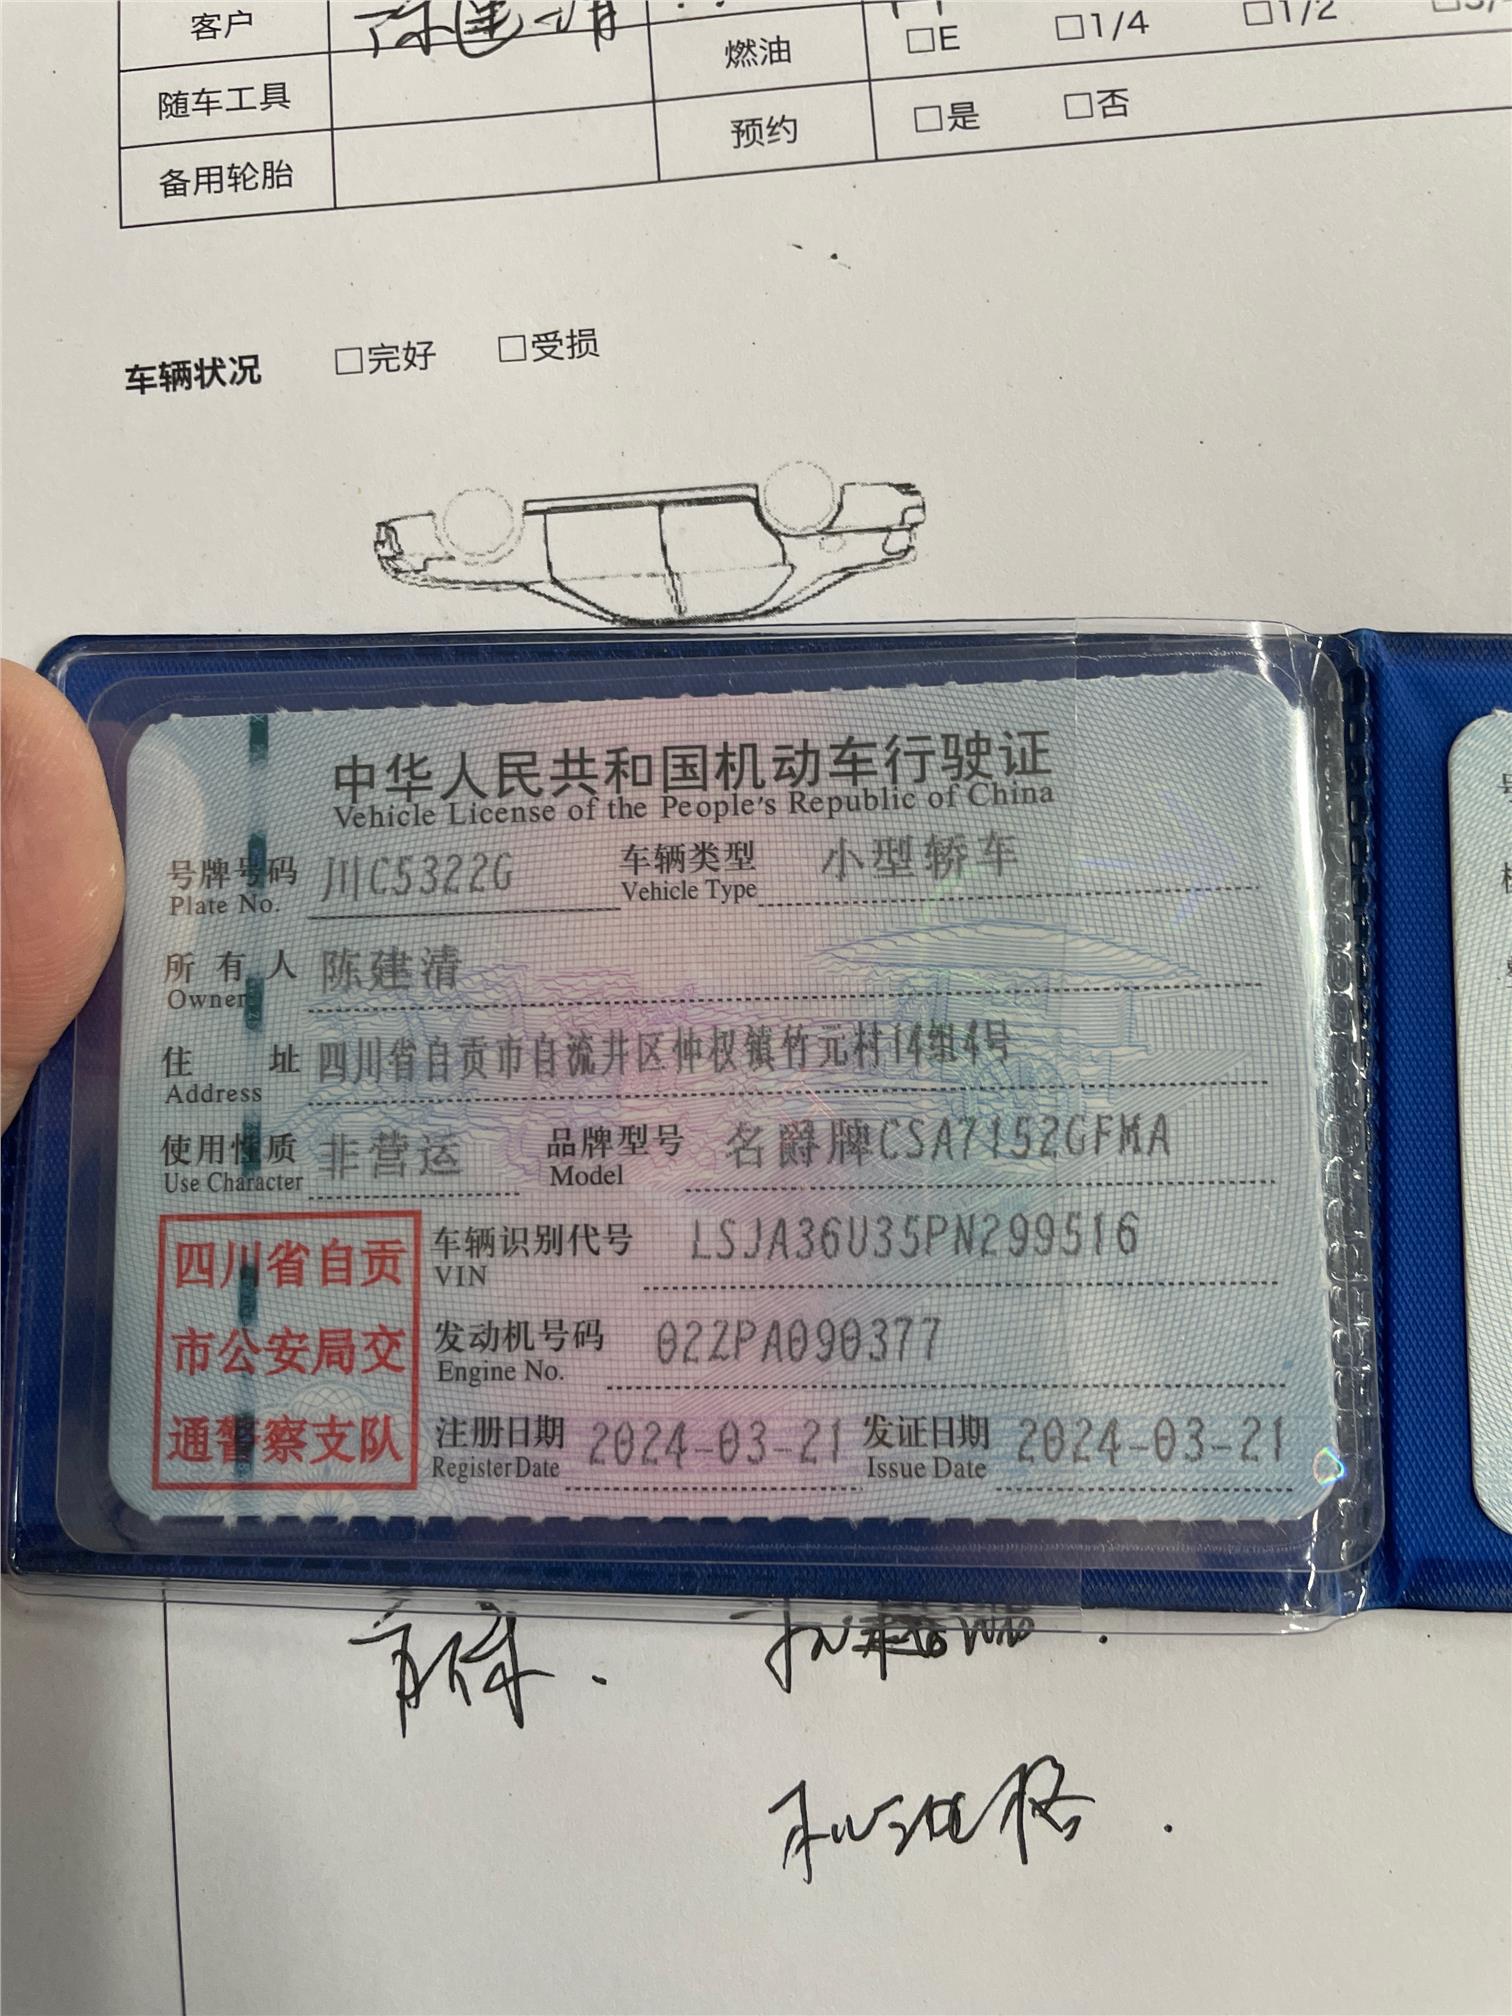 客户 陈建清
燃油 □E □1/4 □1/2
随车工具
预约 □是 □否
备用轮胎
车辆状况 □完好 □受损
中华人民共和国机动车行驶证
Vehicle License of the People's Republic of China
号牌号码 川C5322G 车辆类型 小型轿车
Plate No. Vehicle Type
所有人 陈建清
Owner
住址 四川省自贡市自流井区仲权镇竹元村14组4号
Address
使用性质 非营运 品牌型号 名爵牌CSA7152GFMA
Use Character Model
车辆识别代号 LSJA36U35PN299516
VIN
发动机号码 02ZPA090377
Engine No.
注册日期 2024-03-21 发证日期 2024-03-21
Register Date Issue Date
四川省自贡
市公安局交
通警察支队